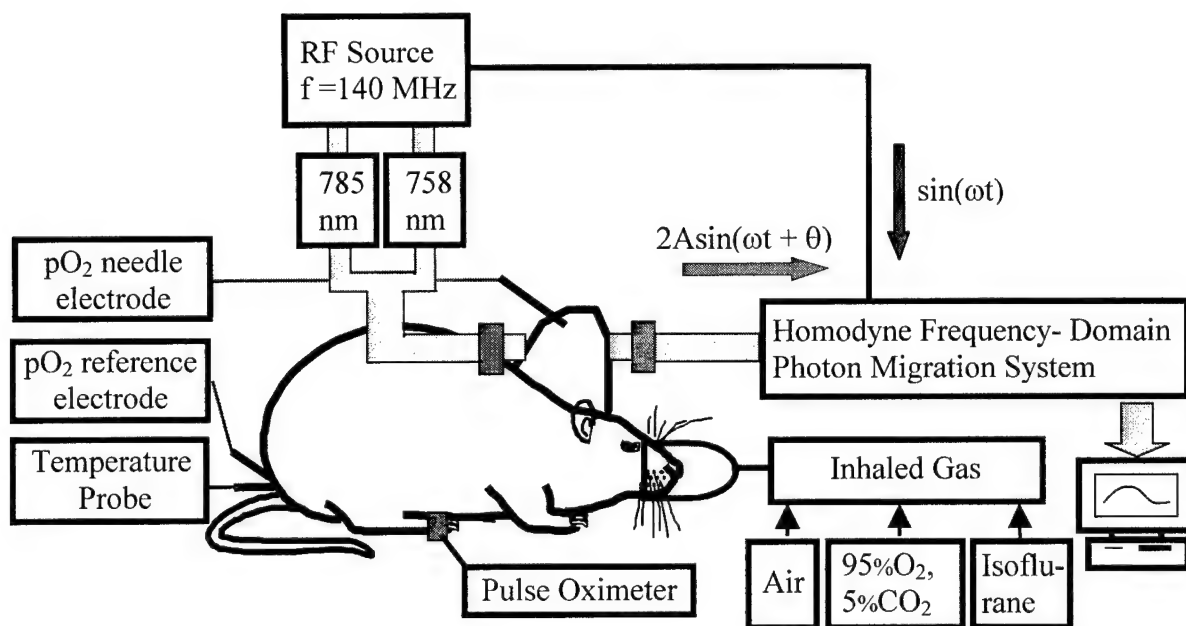 RF Source
f =140 MHz
785
nm
758
nm
sin(ωt)
2Asin(ωt + θ)
pO₂ needle
electrode
pO₂ reference
electrode
Temperature
Probe
Homodyne Frequency- Domain
Photon Migration System
Inhaled Gas
Pulse Oximeter
Air
95%O₂,
5%CO₂
Isoflu-
rane